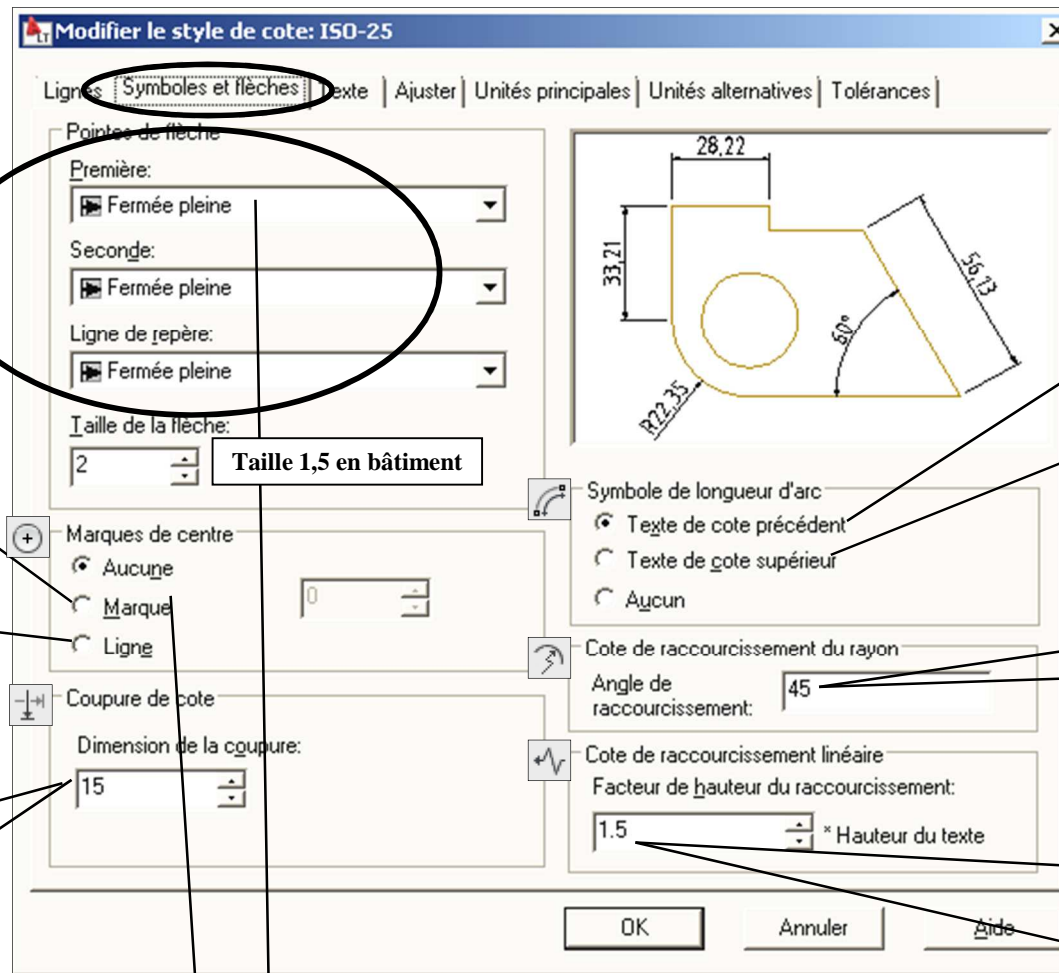 Modifier le style de cote: ISO-25
Lignes Symboles et flèches Texte Ajuster Unités principales Unités alternatives Tolérances
Pointes de flèche
Première:
Fermée pleine
Seconde:
Fermée pleine
Ligne de repère:
Fermée pleine
Taille de la flèche:
2
Taille 1,5 en bâtiment
Marques de centre
Aucune
Marque
Ligne
0
Coupure de cote
Dimension de la coupure:
15
28,22
33,21
56,13
60°
R22,35
Symbole de longueur d'arc
Texte de cote précédent
Texte de cote supérieur
Aucun
Cote de raccourcissement du rayon
Angle de
raccourcissement:
45
Cote de raccourcissement linéaire
Facteur de hauteur du raccourcissement:
1.5
* Hauteur du texte
OK Annuler Aide